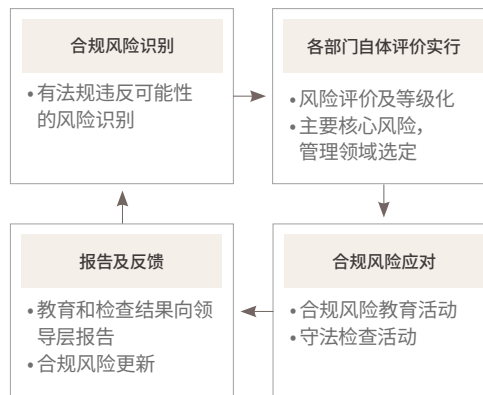 合规风险识别
•有法规违反可能性
的风险识别
各部门自体评价实行
•风险评价及等级化
•主要核心风险，
管理领域选定
报告及反馈
•教育和检查结果向领
导层报告
•合规风险更新
合规风险应对
•合规风险教育活动
•守法检查活动